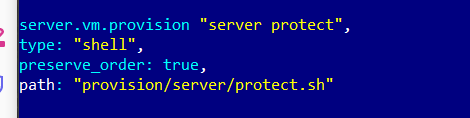 server.vm.provision "server protect",
type: "shell",
preserve_order: true,
path: "provision/server/protect.sh"